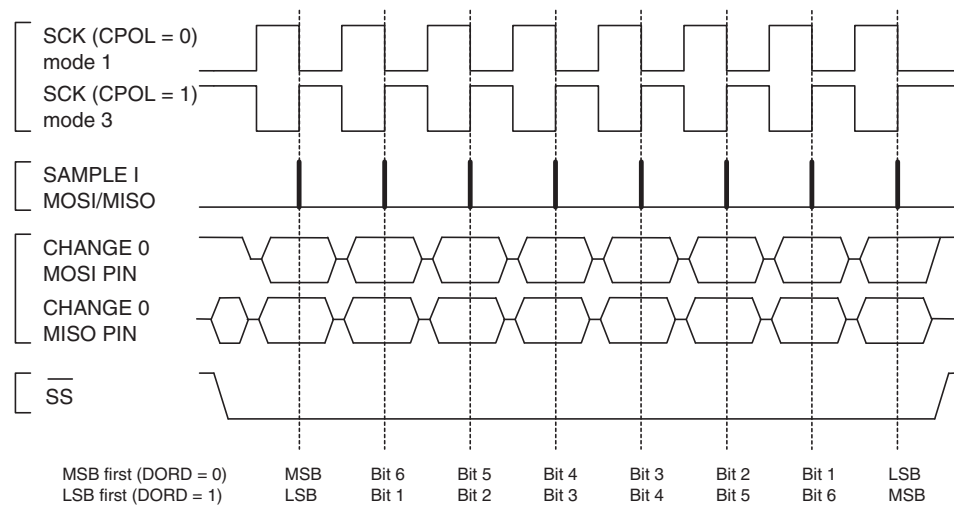 SCK (CPOL = 0)
mode 1
SCK (CPOL = 1)
mode 3
SAMPLE I
MOSI/MISO
CHANGE 0
MOSI PIN
CHANGE 0
MISO PIN
SS
MSB first (DORD = 0) MSB Bit 6 Bit 5 Bit 4 Bit 3 Bit 2 Bit 1 LSB
LSB first (DORD = 1) LSB Bit 1 Bit 2 Bit 3 Bit 4 Bit 5 Bit 6 MSB